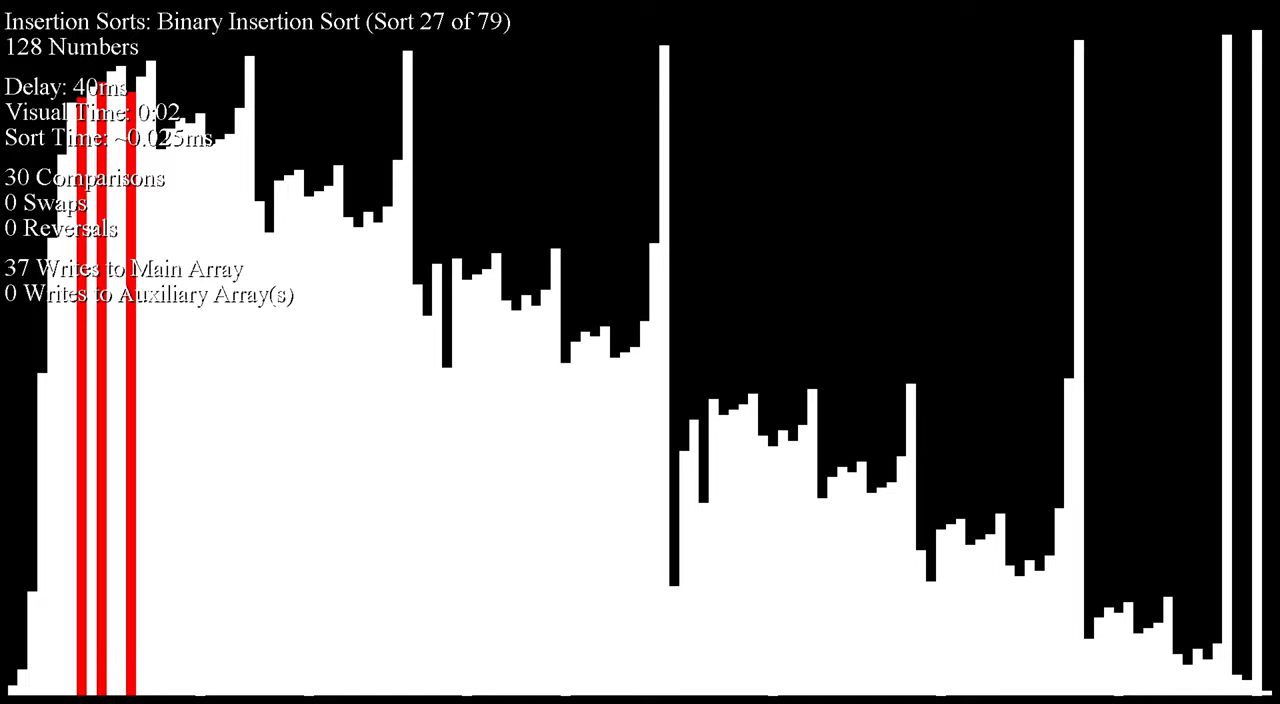 Insertion Sorts: Binary Insertion Sort (Sort 27 of 79)
128 Numbers
Delay: 40ms
Visual Time: 0:02
Sort Time: ~0.025ms
30 Comparisons
0 Swaps
0 Reversals
37 Writes to Main Array
0 Writes to Auxiliary Array(s)